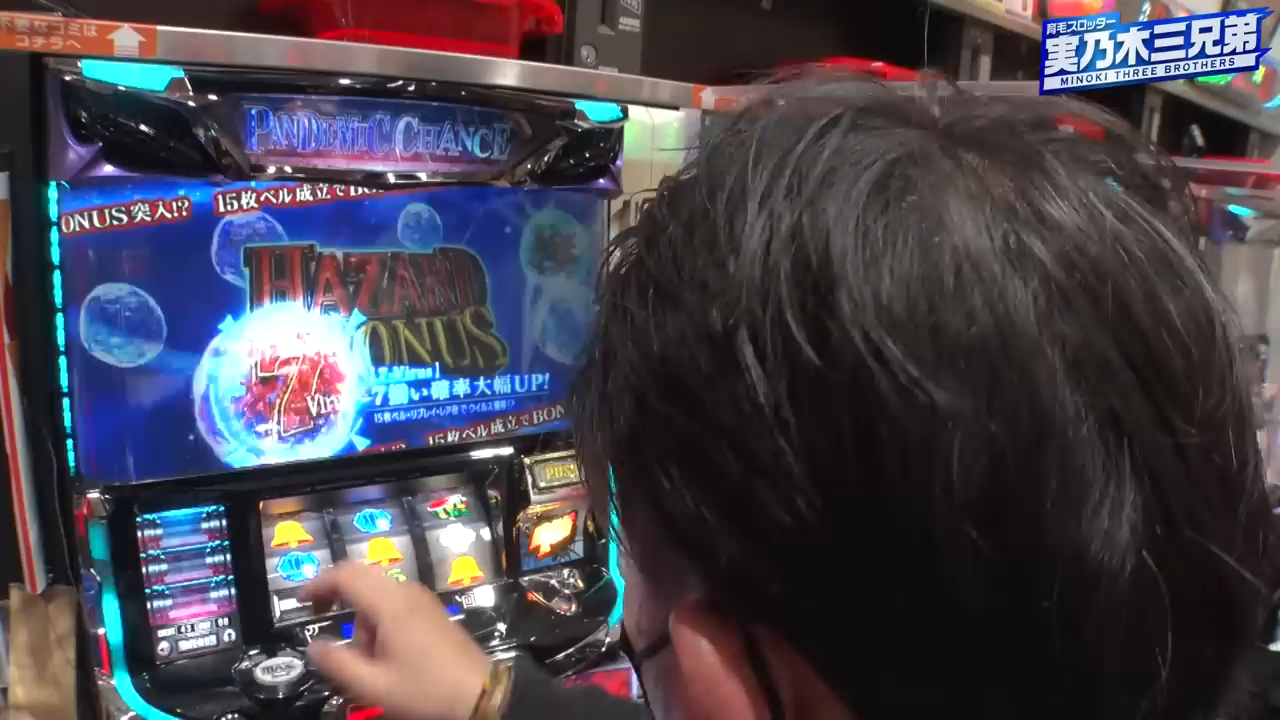 不要なゴミは
コチラへ
育毛スロッター
実乃木三兄弟
MINOKI THREE BROTHERS
PANDEMIC CHANCE
ONUS突入!?
15枚ベル成立でBO
HAZARD
BONUS
7
7揃い確率大幅UP!
15枚ベル・リプレイ・レア役でウイルス獲得!?
15枚ベル成立でBON
PUSH
MAX